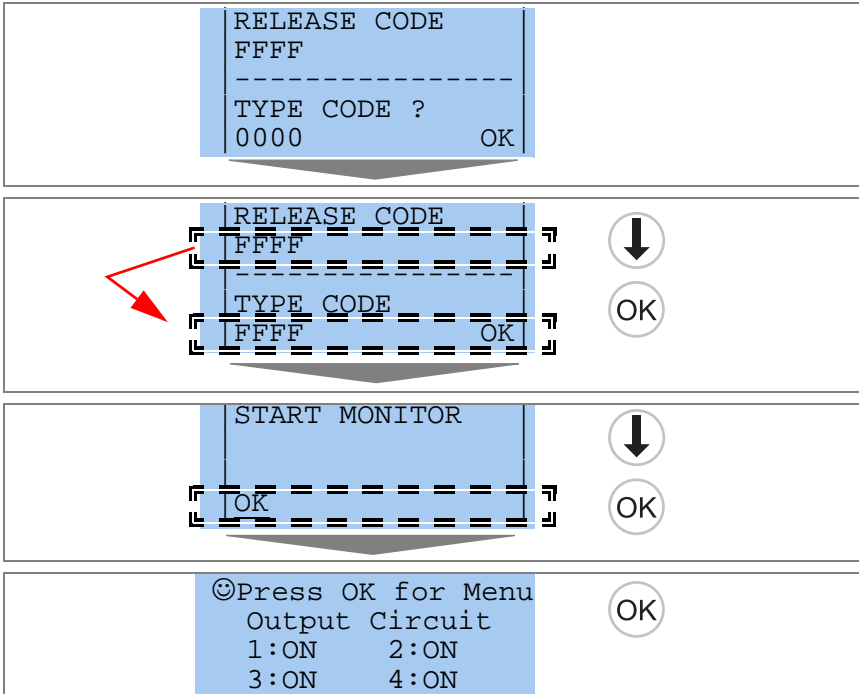 RELEASE CODE
FFFF
----------------
TYPE CODE ?
0000 OK
RELEASE CODE
FFFF
----------------
TYPE CODE
FFFF OK
OK
START MONITOR
OK
OK
☺Press OK for Menu
Output Circuit
1:ON 2:ON
3:ON 4:ON
OK